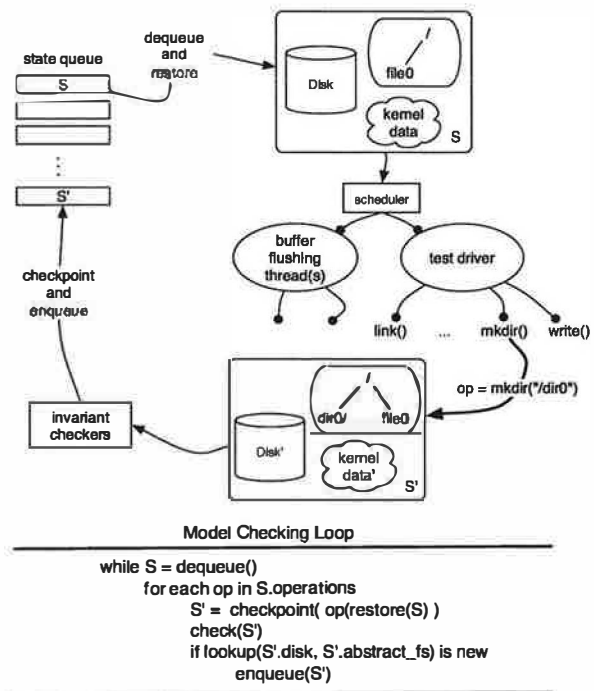 state queue
S
⋮
S'
dequeue
and
restore
Disk
/
file0
kernel
data
S
scheduler
buffer
flushing
thread(s)
test driver
link()
...
mkdir()
write()
op = mkdir("/dir0")
/
dir0/
file0
Disk'
kernel
data'
S'
invariant
checkers
checkpoint
and
enqueue
Model Checking Loop
while S = dequeue()
for each op in S.operations
S' = checkpoint( op(restore(S) )
check(S')
if lookup(S'.disk, S'.abstract_fs) is new
enqueue(S')